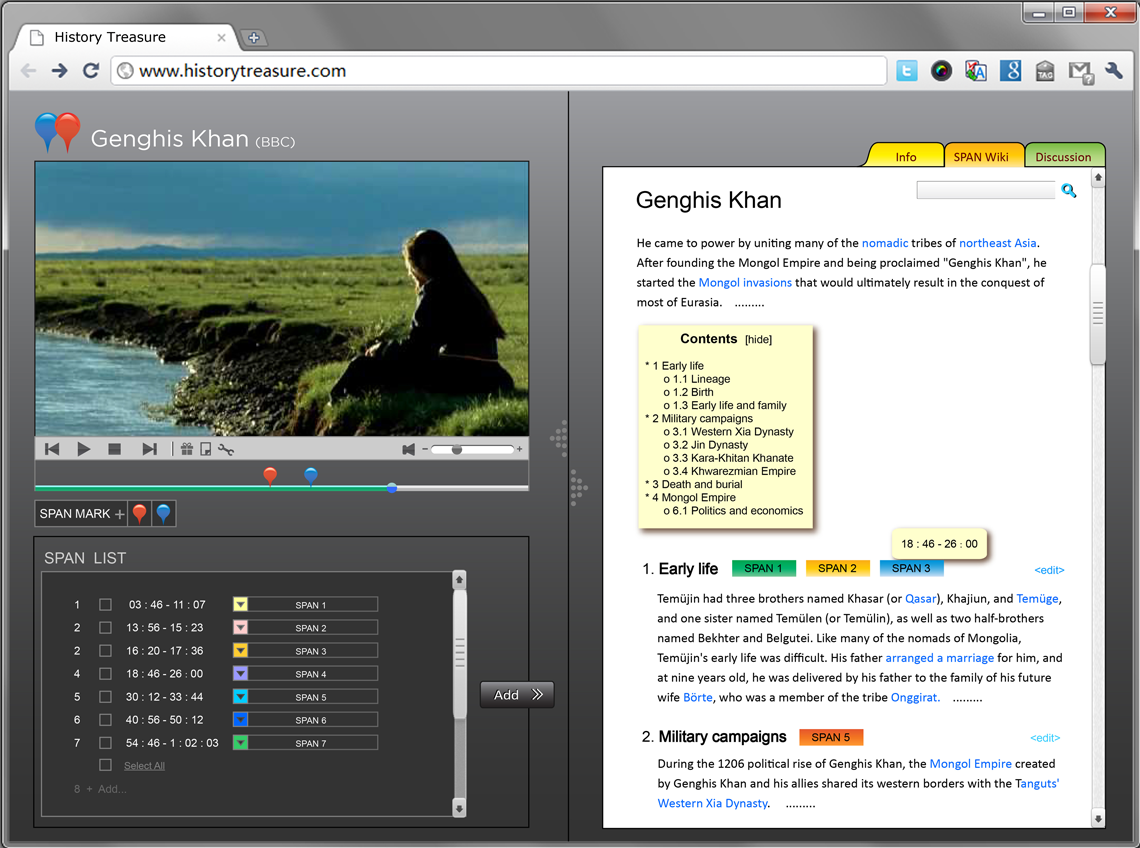 History Treasure
www.historytreasure.com
Genghis Khan (BBC)
SPAN MARK +
SPAN LIST
1 03 : 46 - 11 : 07 SPAN 1
2 13 : 56 - 15 : 23 SPAN 2
2 16 : 20 - 17 : 36 SPAN 3
4 18 : 46 - 26 : 00 SPAN 4
5 30 : 12 - 33 : 44 SPAN 5
6 40 : 56 - 50 : 12 SPAN 6
7 54 : 46 - 1 : 02 : 03 SPAN 7
Select All
8 + Add...
Add
Info
SPAN Wiki
Discussion
Genghis Khan
He came to power by uniting many of the nomadic tribes of northeast Asia.
After founding the Mongol Empire and being proclaimed "Genghis Khan", he
started the Mongol invasions that would ultimately result in the conquest of
most of Eurasia. .........
Contents [hide]
* 1 Early life
o 1.1 Lineage
o 1.2 Birth
o 1.3 Early life and family
* 2 Military campaigns
o 3.1 Western Xia Dynasty
o 3.2 Jin Dynasty
o 3.3 Kara-Khitan Khanate
o 3.4 Khwarezmian Empire
* 3 Death and burial
* 4 Mongol Empire
o 6.1 Politics and economics
18 : 46 - 26 : 00
1. Early life SPAN 1 SPAN 2 SPAN 3 <edit>
Temüjin had three brothers named Khasar (or Qasar), Khajiun, and Temüge,
and one sister named Temülen (or Temülin), as well as two half-brothers
named Bekhter and Belgutei. Like many of the nomads of Mongolia,
Temüjin's early life was difficult. His father arranged a marriage for him, and
at nine years old, he was delivered by his father to the family of his future
wife Börte, who was a member of the tribe Onggirat. .........
2. Military campaigns SPAN 5 <edit>
During the 1206 political rise of Genghis Khan, the Mongol Empire created
by Genghis Khan and his allies shared its western borders with the Tanguts'
Western Xia Dynasty. .........